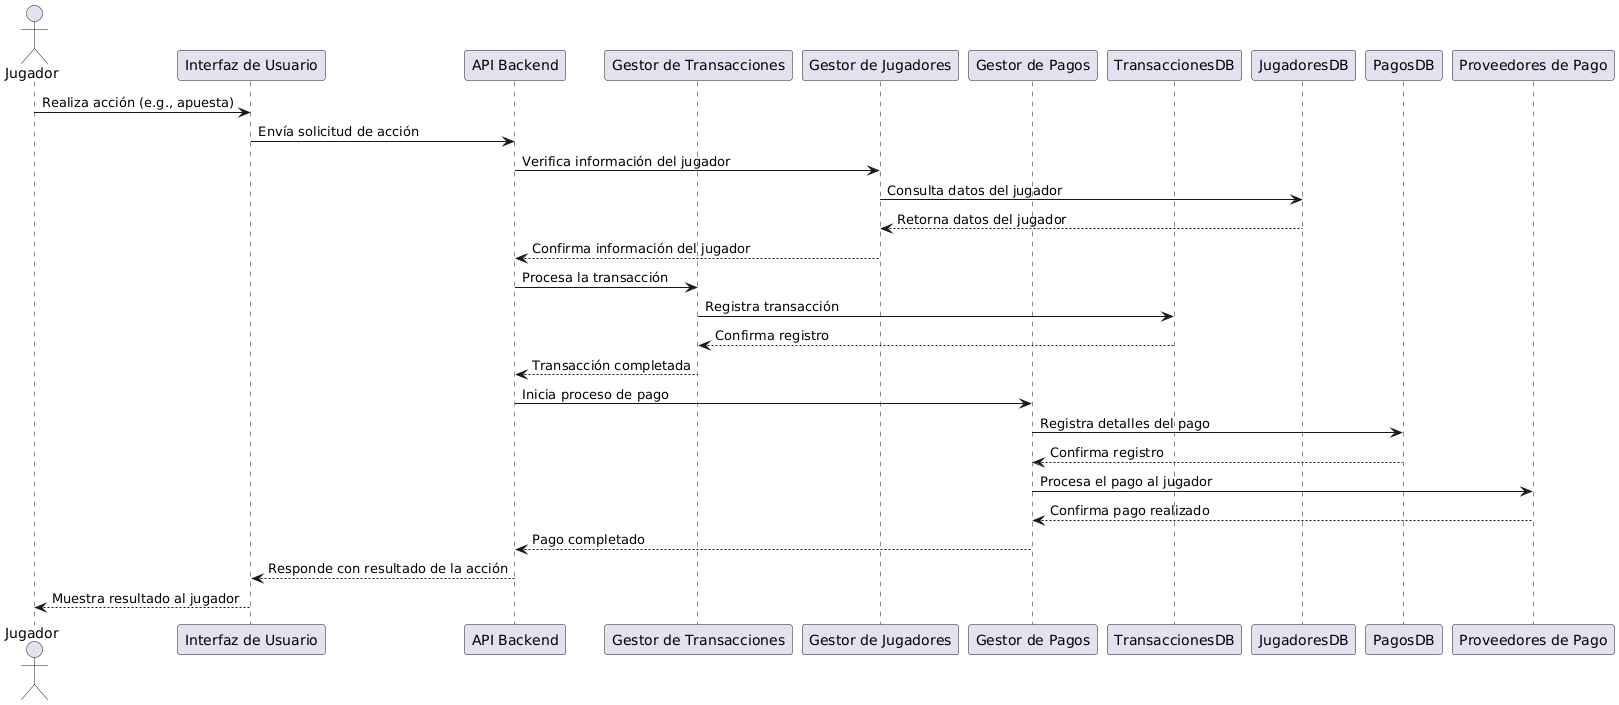 Jugador
Interfaz de Usuario
API Backend
Gestor de Transacciones
Gestor de Jugadores
Gestor de Pagos
TransaccionesDB
JugadoresDB
PagosDB
Proveedores de Pago
Realiza acción (e.g., apuesta)
Envía solicitud de acción
Verifica información del jugador
Consulta datos del jugador
Retorna datos del jugador
Confirma información del jugador
Procesa la transacción
Registra transacción
Confirma registro
Transacción completada
Inicia proceso de pago
Registra detalles del pago
Confirma registro
Procesa el pago al jugador
Confirma pago realizado
Pago completado
Responde con resultado de la acción
Muestra resultado al jugador
Jugador
Interfaz de Usuario
API Backend
Gestor de Transacciones
Gestor de Jugadores
Gestor de Pagos
TransaccionesDB
JugadoresDB
PagosDB
Proveedores de Pago